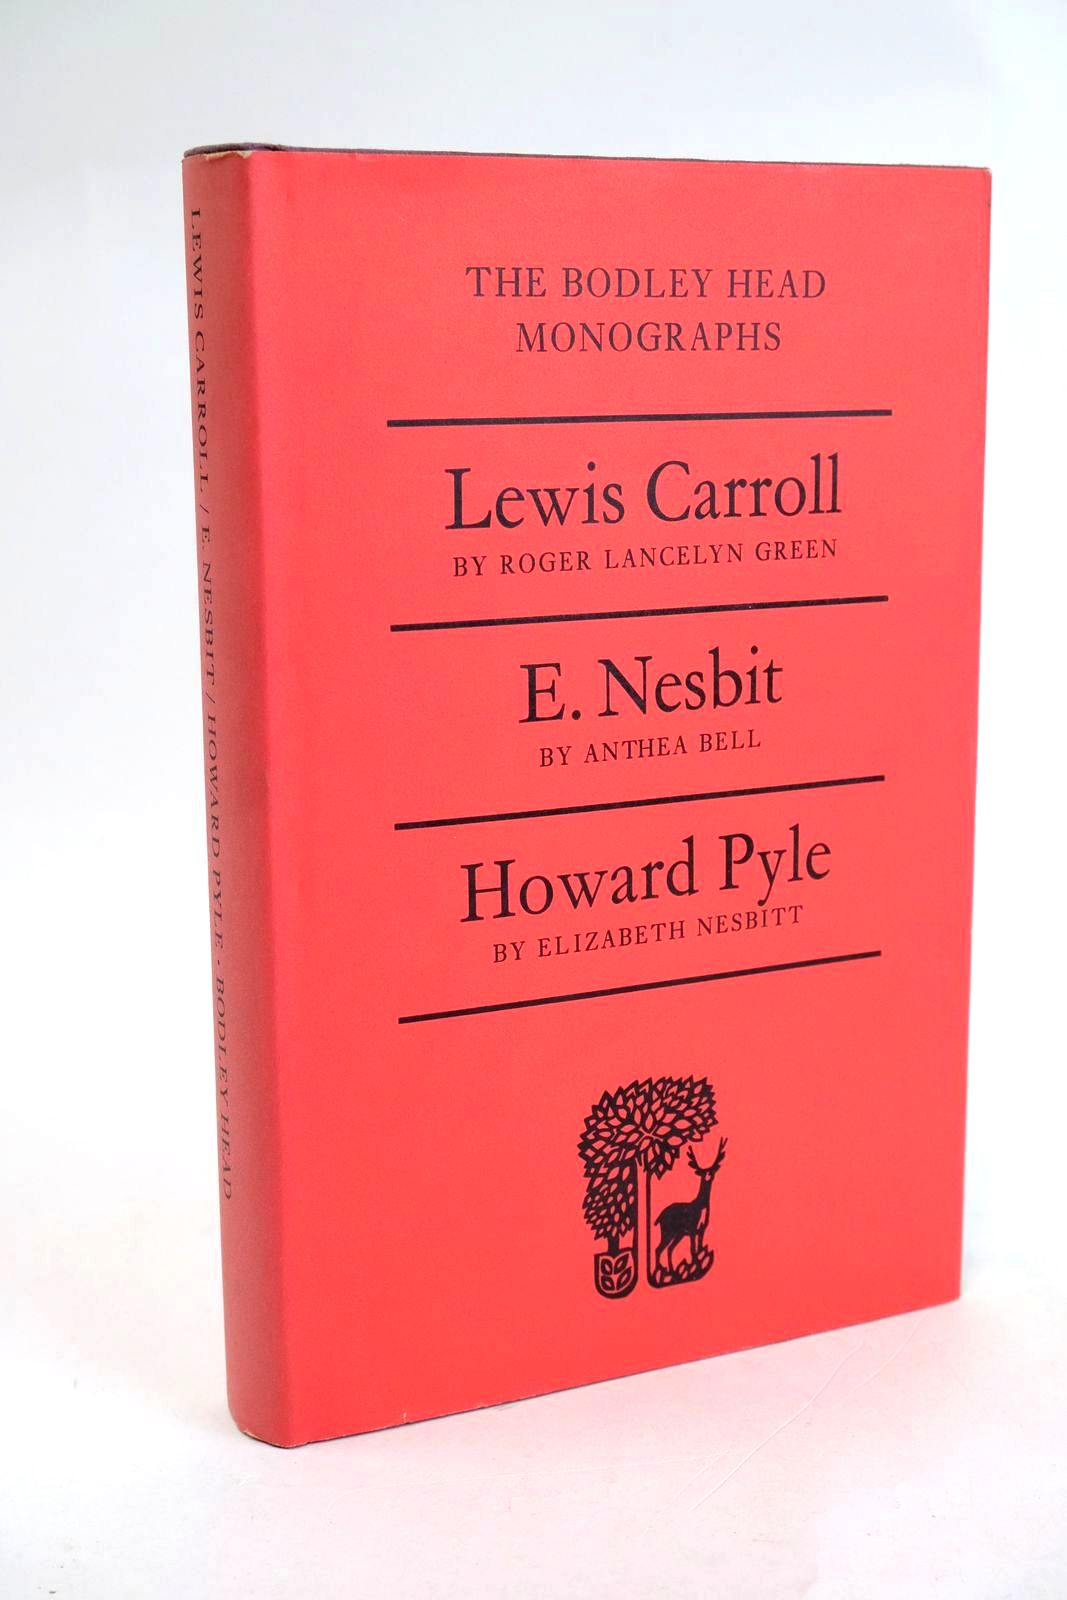 THE BODLEY HEAD
MONOGRAPHS
Lewis Carroll
BY ROGER LANCELYN GREEN
E. Nesbit
BY ANTHEA BELL
Howard Pyle
BY ELIZABETH NESBITT
LEWIS CARROLL / E. NESBIT / HOWARD PYLE · BODLEY HEAD